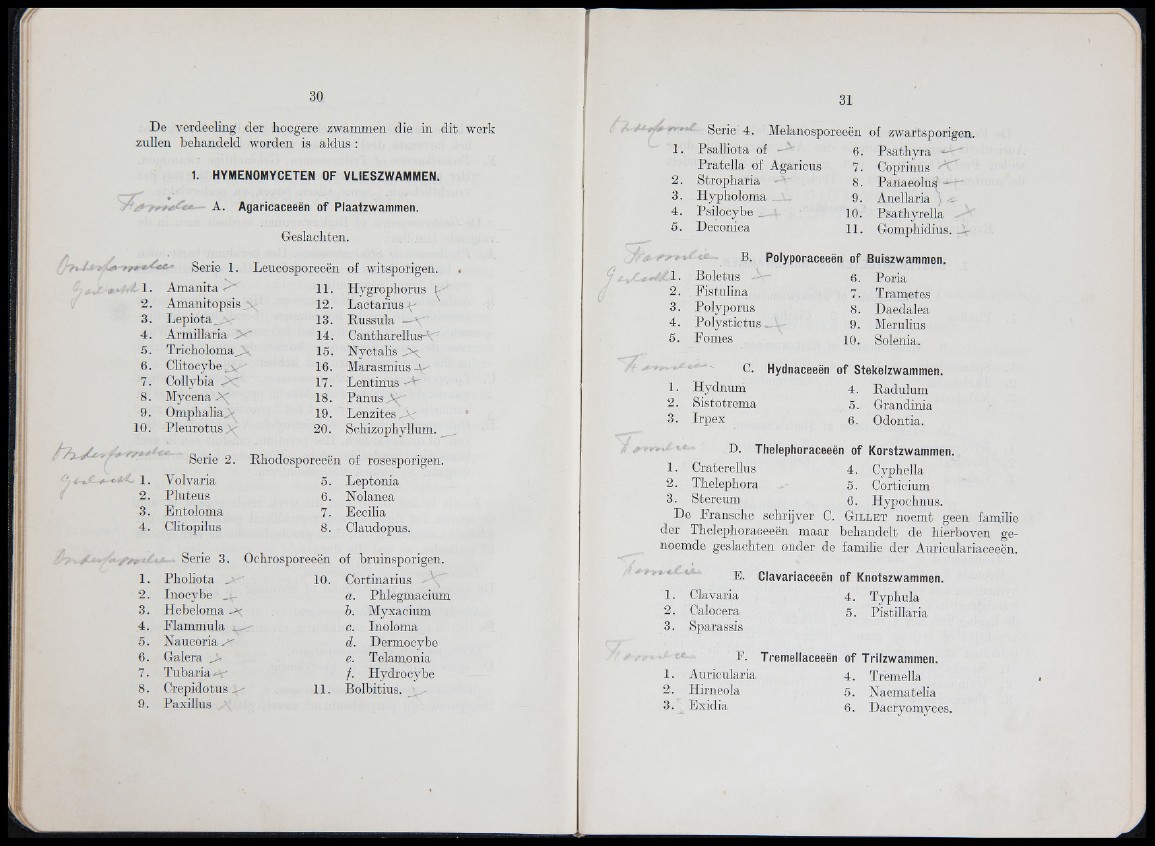 30
De verdeeling der hoogere zwammen die in dit werk
zullen behandeld worden is aldus :
1. HYMENOMYCETEN OF VLIESZWAMMEN.
Familie A. Agaricaceeën of Plaatzwammen.
Geslachten.
Onderfamilie Serie 1. Leucosporeeën of witsporigen.
Geslacht 1. Amanita
2. Amanitopsis
3. Lepiota
4. Armillaria
5. Tricholoma
6. Clitocybe
7. Collybia
8. Mycena
9. Omphalia
10. Pleurotus
11. Hygrophorus
12. Lactarius
13. Russula
14. Cantharellus
15. Nyctalis
16. Marasmius
17. Lentinus
18. Panus
19. Lenzites
20. Schizophyllum.
Onderfamilie Serie 2. Rhodosporeeën of rosesporigen.
Geslacht 1. Volvaria
2. Pluteus
3. Entoloma
4. Clitopilus
5. Leptonia
6. Nolanea
7. Eccilia
8. Claudopus.
Onderfamilie Serie 3. Ochrosporeeën of bruinsporigen.
1. Pholiota
2. Inocybe
3. Hebeloma
4. Flammula
5. Naucoria
6. Galera
7. Tubaria
8. Crepidotus
9. Paxillus
10. Cortinarius
a. Phlegmacium
b. Myxacium
c. Inoloma
d. Dermocybe
e. Telamonia
f. Hydrocybe
11. Bolbitius.
31
Onderfamilie Serie 4. Melanosporeeën of zwartsporigen.
1. Psalliota of
Pratella of Agaricus
2. Stropharia
3. Hypholoma
4. Psilocybe
5. Deconica
6. Psathyra
7. Coprinus
8. Panaeolus
9. Anellaria
10. Psathyrella
11. Gomphidius.
Familie B. Polyporaceeën of Buiszwammen.
Geslacht 1. Boletus
2. Fistulina
3. Polyporus
4. Polystictus
5. Fomes
6. Poria
7. Trametes
8. Daedalea
9. Merulius
10. Solenia.
Familie C. Hydnaceeën of Stekelzwammen.
1. Hydnum
2. Sistotrema
3. Irpex
4. Radulum
5. Grandinia
6. Odontia.
Familie D. Thelephoraceeën of Korstzwammen.
1. Craterellus
2. Thelephora
3. Stereum
4. Cyphella
5. Corticium
6. Hypochnus.
De Fransche schrijver C. GILLET noemt geen familie
der Thelephoraceeën maar behandelt de hierboven ge-
noemde geslachten onder de familie der Auriculariaceeën.
Familie E. Clavariaceeën of Knotszwammen.
1. Clavaria
2. Calocera
3. Sparassis
4. Typhula
5. Pistillaria
Familie F. Tremellaceeën of Trilzwammen.
1. Auricularia
2. Hirneola
3. Exidia
4. Tremella
5. Naematelia
6. Dacryomyces.